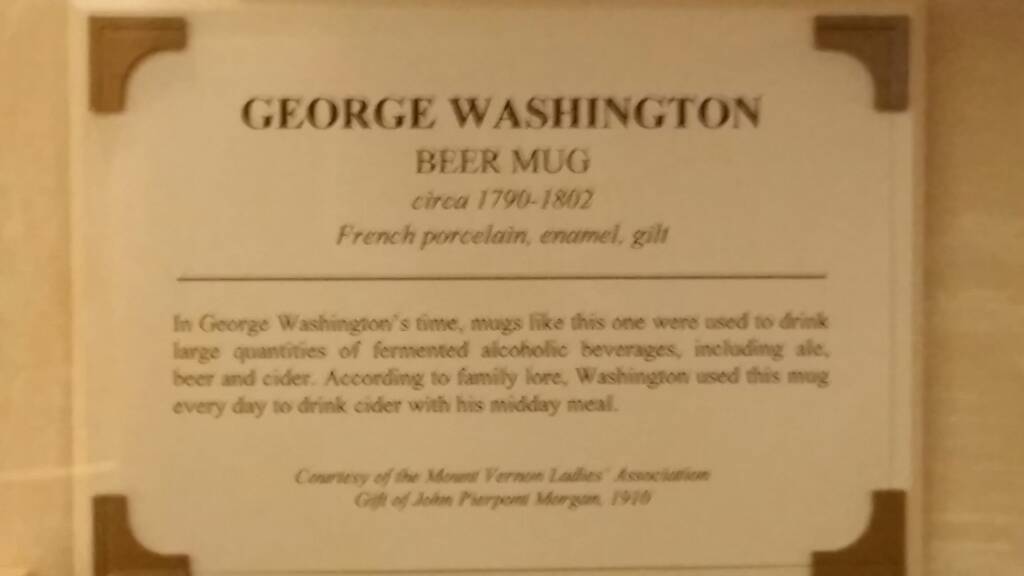 GEORGE WASHINGTON
BEER MUG
circa 1790-1802
French porcelain, enamel, gilt
In George Washington's time, mugs like this one were used to drink
large quantities of fermented alcoholic beverages, including ale,
beer and cider. According to family lore, Washington used this mug
every day to drink cider with his midday meal.
Courtesy of the Mount Vernon Ladies' Association
Gift of John Pierpont Morgan, 1910